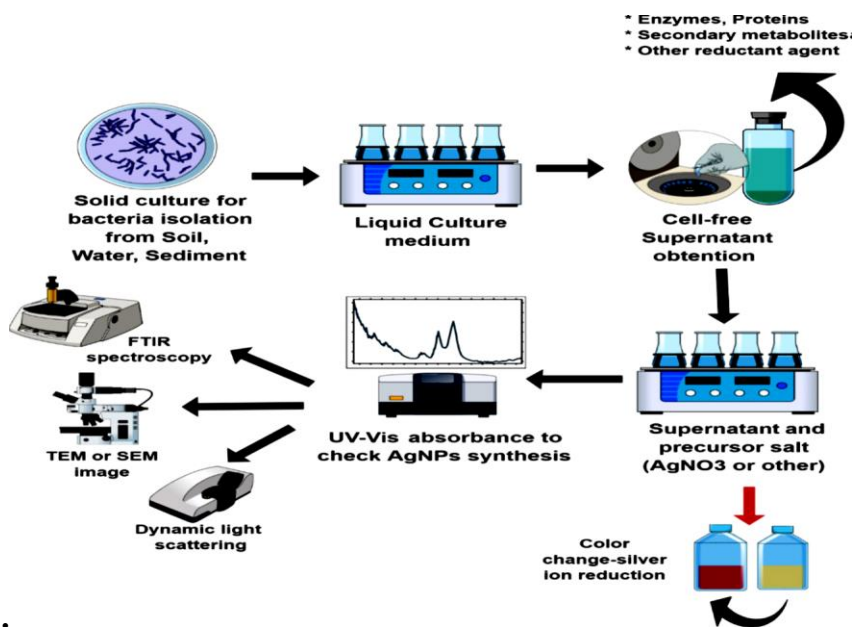 * Enzymes, Proteins
* Secondary metabolites
* Other reductant agent
Solid culture for
bacteria isolation
from Soil,
Water, Sediment
Liquid Culture
medium
Cell-free
Supernatant
obtention
FTIR
spectroscopy
TEM or SEM
image
Dynamic light
scattering
UV-Vis absorbance to
check AgNPs synthesis
Supernatant and
precursor salt
(AgNO3 or other)
Color
change-silver
ion reduction